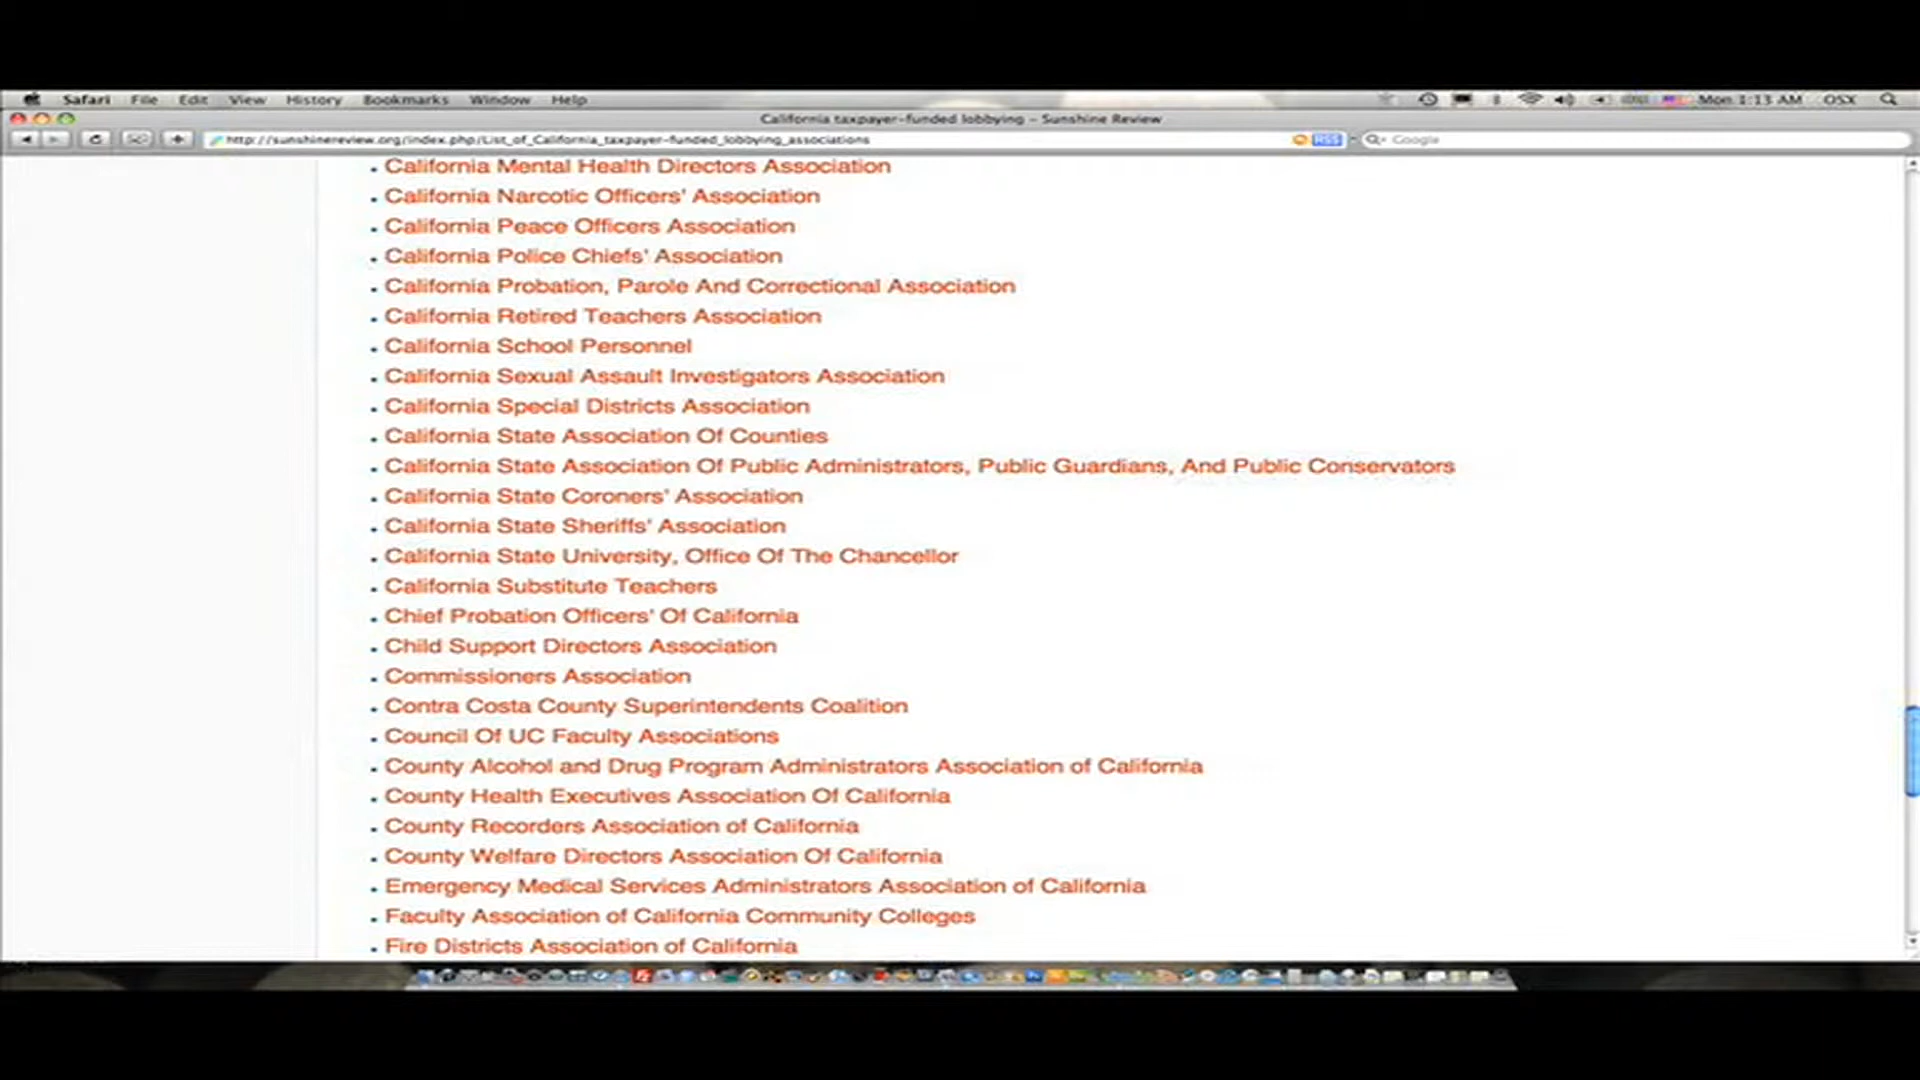 Safari File Edit View History Bookmarks Window Help Mon 1:13 AM OSX
California taxpayer-funded lobbying – Sunshine Review
http://sunshinereview.org/index.php/List_of_California_taxpayer-funded_lobbying_associations RSS Google
California Mental Health Directors Association
California Narcotic Officers' Association
California Peace Officers Association
California Police Chiefs' Association
California Probation, Parole And Correctional Association
California Retired Teachers Association
California School Personnel
California Sexual Assault Investigators Association
California Special Districts Association
California State Association Of Counties
California State Association Of Public Administrators, Public Guardians, And Public Conservators
California State Coroners' Association
California State Sheriffs' Association
California State University, Office Of The Chancellor
California Substitute Teachers
Chief Probation Officers' Of California
Child Support Directors Association
Commissioners Association
Contra Costa County Superintendents Coalition
Council Of UC Faculty Associations
County Alcohol and Drug Program Administrators Association of California
County Health Executives Association Of California
County Recorders Association of California
County Welfare Directors Association Of California
Emergency Medical Services Administrators Association of California
Faculty Association of California Community Colleges
Fire Districts Association of California